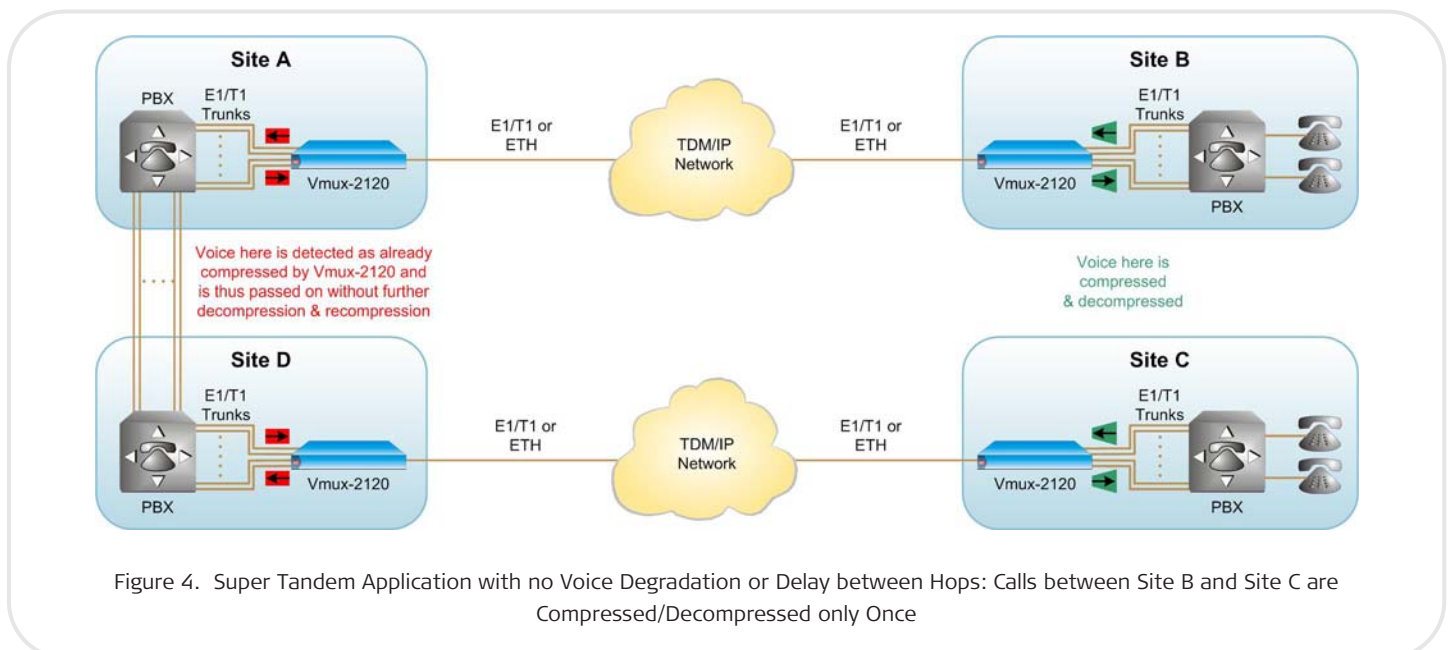 Site A
PBX
E1/T1
Trunks
Vmux-2120
E1/T1 or
ETH
TDM/IP
Network
E1/T1 or
ETH
Site B
E1/T1
Trunks
Vmux-2120
PBX
Voice here is detected as already
compressed by Vmux-2120 and
is thus passed on without further
decompression & recompression
Voice here is
compressed
& decompressed
Site D
E1/T1
Trunks
Vmux-2120
PBX
E1/T1 or
ETH
TDM/IP
Network
E1/T1 or
ETH
Site C
E1/T1
Trunks
Vmux-2120
PBX
Figure 4. Super Tandem Application with no Voice Degradation or Delay between Hops: Calls between Site B and Site C are
Compressed/Decompressed only Once